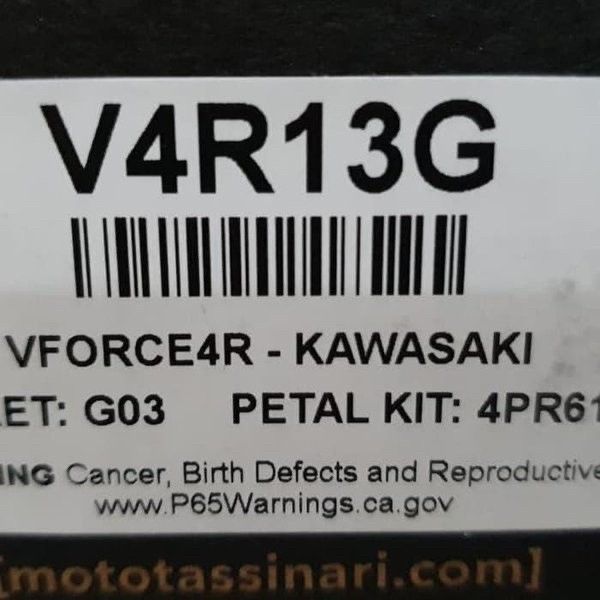 V4R13G
VFORCE4R - KAWASAKI
ET: G03 PETAL KIT: 4PR61
ING Cancer, Birth Defects and Reproductive
www.P65Warnings.ca.gov
[mototassinari.com]